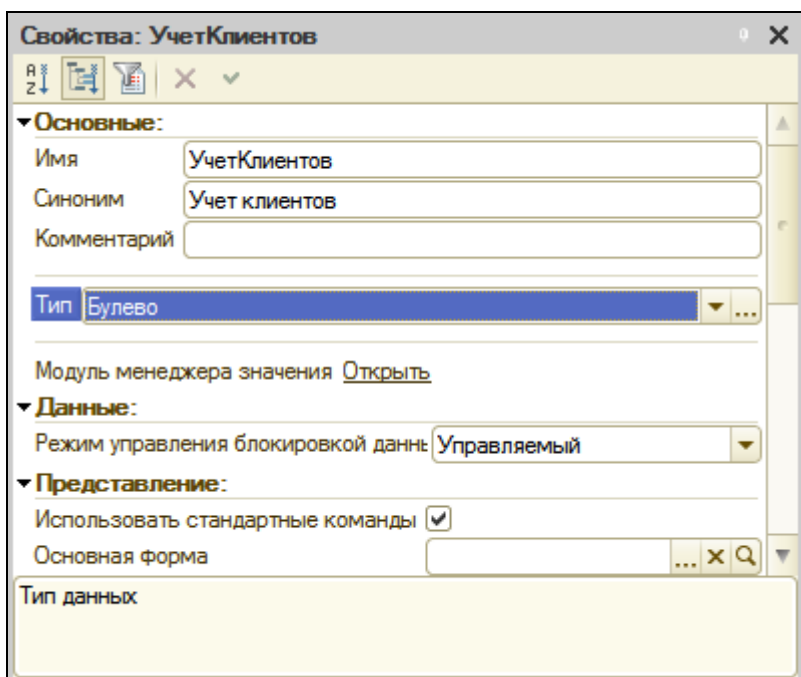 Свойства: УчетКлиентов
Основные:
Имя УчетКлиентов
Синоним Учет клиентов
Комментарий
Тип Булево ...
Модуль менеджера значения Открыть
Данные:
Режим управления блокировкой данны Управляемый
Представление:
Использовать стандартные команды
Основная форма ...
Тип данных